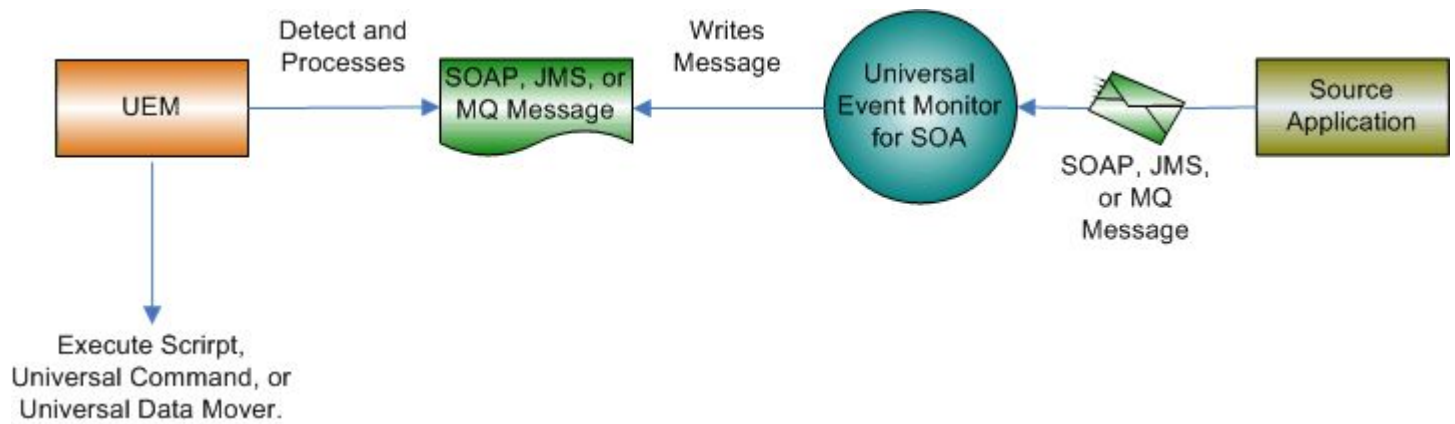 Detect and
Processes
Writes
Message
UEM
SOAP, JMS, or
MQ Message
Universal
Event Monitor
for SOA
Source
Application
SOAP, JMS,
or MQ
Message
Execute Scrirpt,
Universal Command, or
Universal Data Mover.